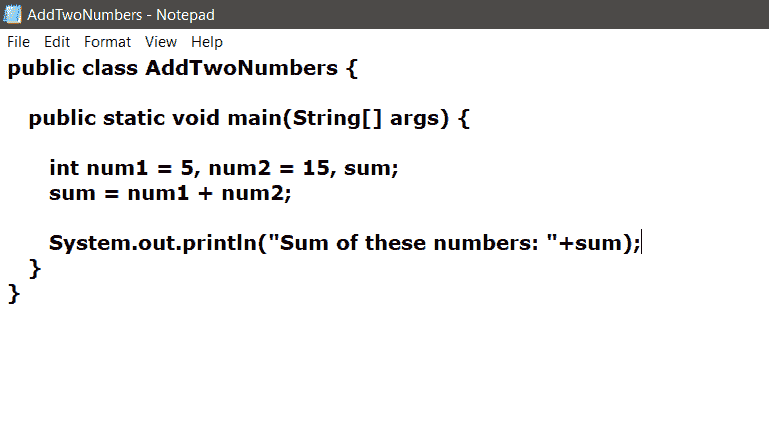 AddTwoNumbers - Notepad
File Edit Format View Help
public class AddTwoNumbers {
public static void main(String[] args) {
int num1 = 5, num2 = 15, sum;
sum = num1 + num2;
System.out.println("Sum of these numbers: "+sum);
}
}